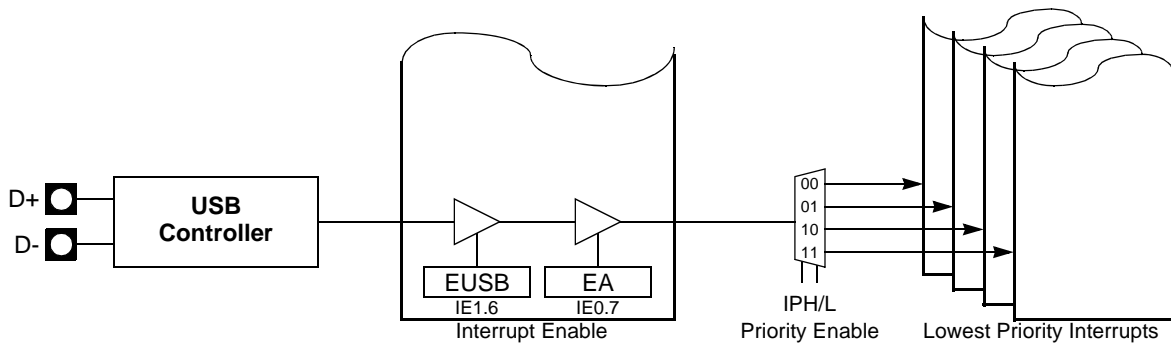 D+
D-
USB
Controller
EUSB
IE1.6
EA
IE0.7
Interrupt Enable
00
01
10
11
IPH/L
Priority Enable
Lowest Priority Interrupts